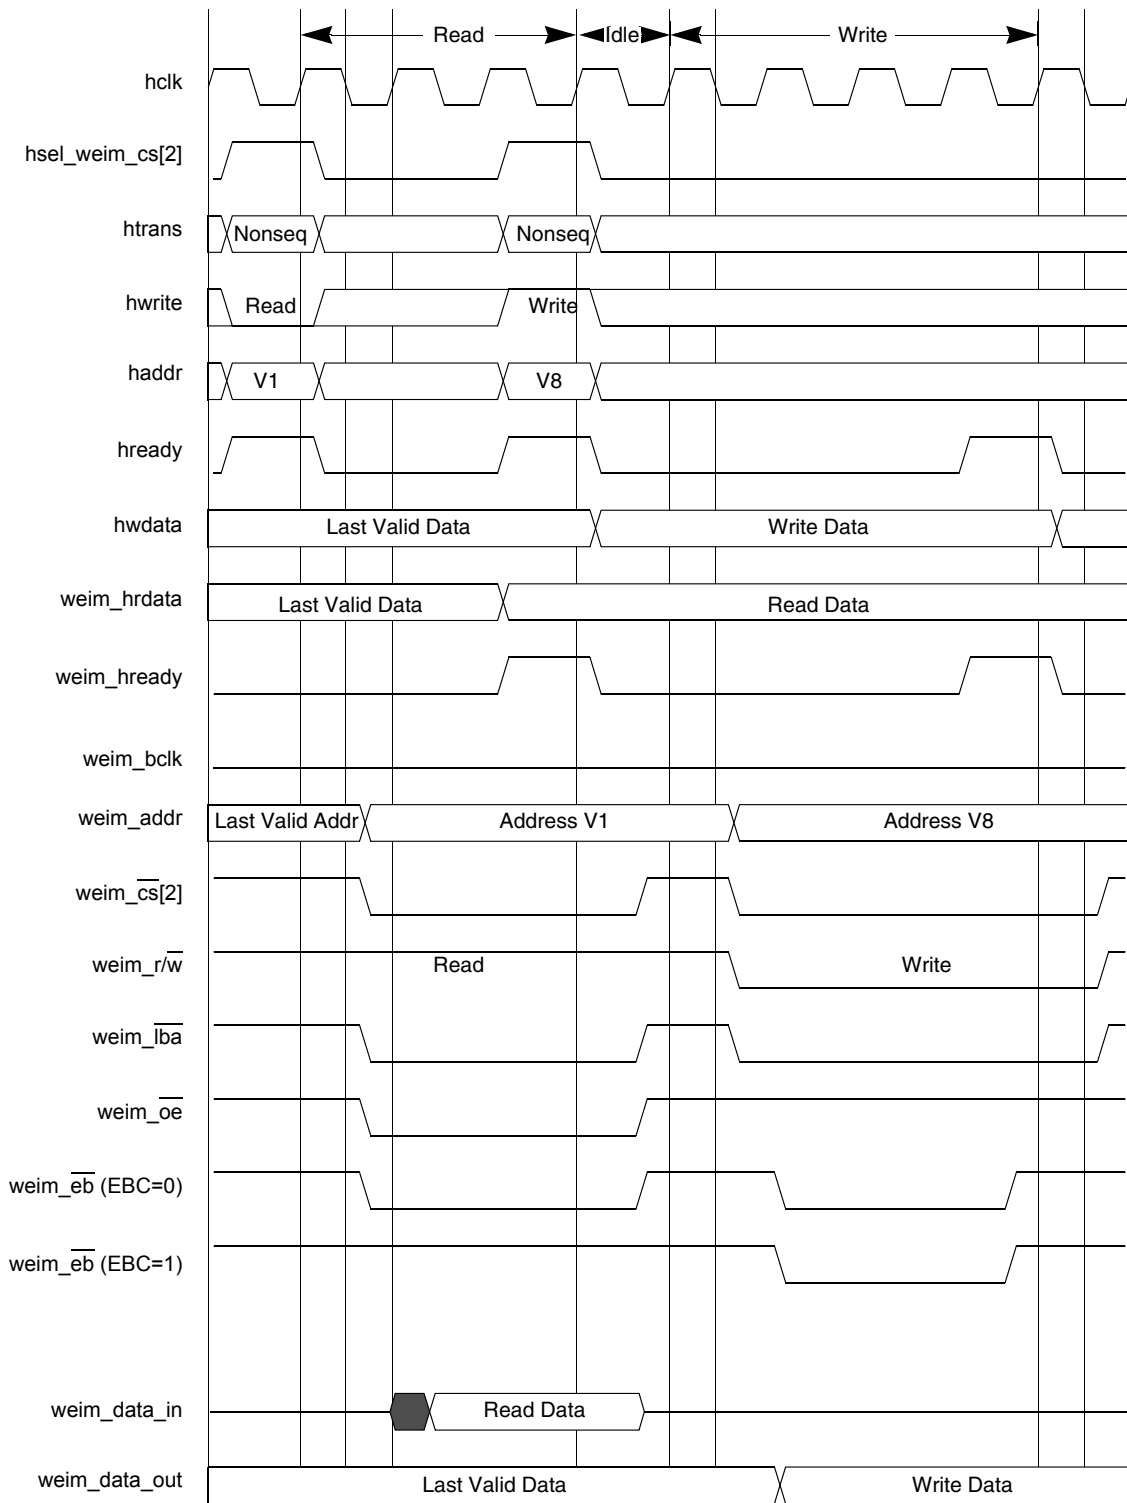 Read Idle Write
hclk
hsel_weim_cs[2]
htrans Nonseq Nonseq
hwrite Read Write
haddr V1 V8
hready
hwdata Last Valid Data Write Data
weim_hrdata Last Valid Data Read Data
weim_hready
weim_bclk
weim_addr Last Valid Addr Address V1 Address V8
weim_cs[2]
weim_r/w Read Write
weim_lba
weim_oe
weim_eb (EBC=0)
weim_eb (EBC=1)
weim_data_in Read Data
weim_data_out Last Valid Data Write Data